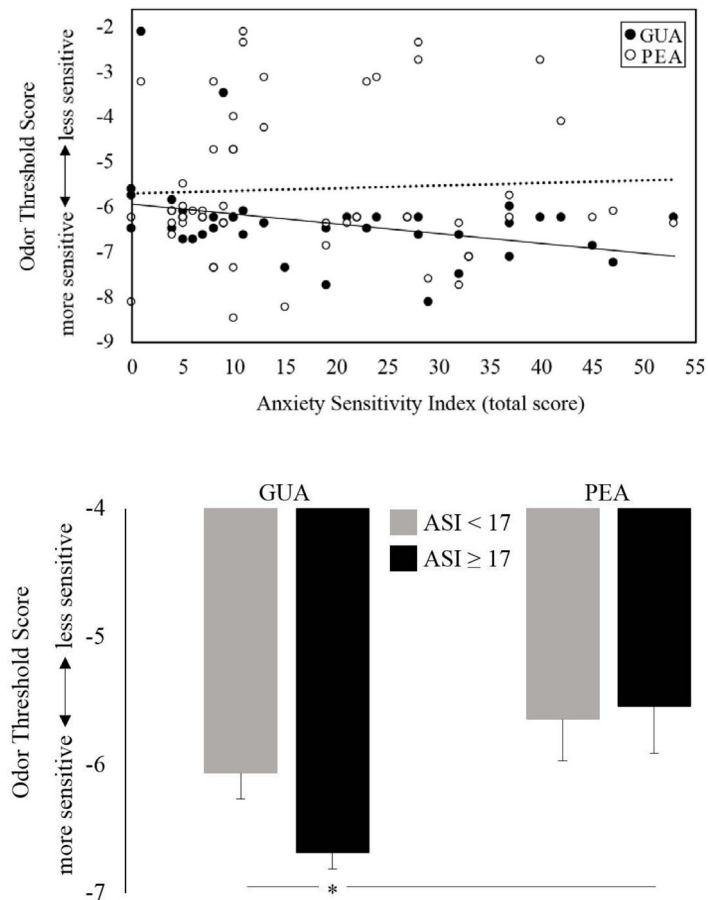 -2
GUA
PEA
-3
-4
-5
-6
-7
-8
-9
Odor Threshold Score
more sensitive ↔ less sensitive
0 5 10 15 20 25 30 35 40 45 50 55
Anxiety Sensitivity Index (total score)
GUA PEA
-4
ASI < 17
ASI ≥ 17
-5
-6
-7
Odor Threshold Score
more sensitive ↔ less sensitive
*